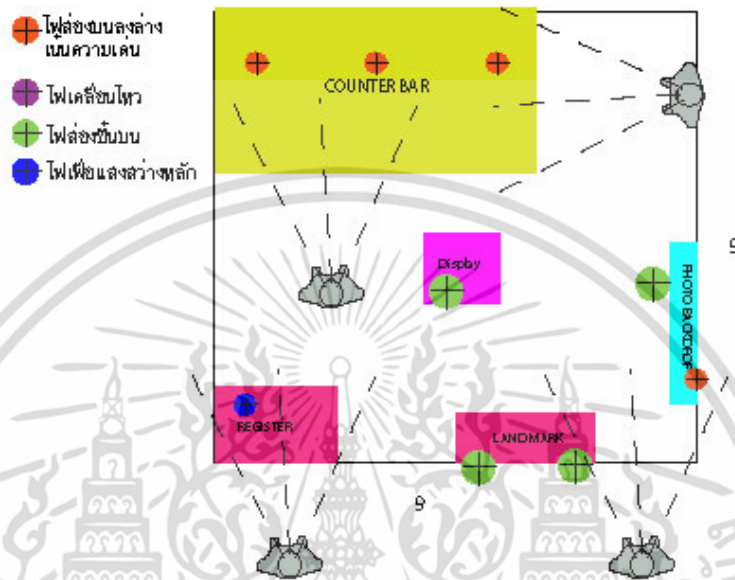 ไฟส่องบนลงล่าง
เน้นความเด่น
ไฟเคลื่อนไหว
ไฟส่องขึ้นบน
ไฟเพื่อแสงสว่างหลัก
COUNTER BAR
Display
PHOTO BACKDROP
REGISTER
LANDMARK